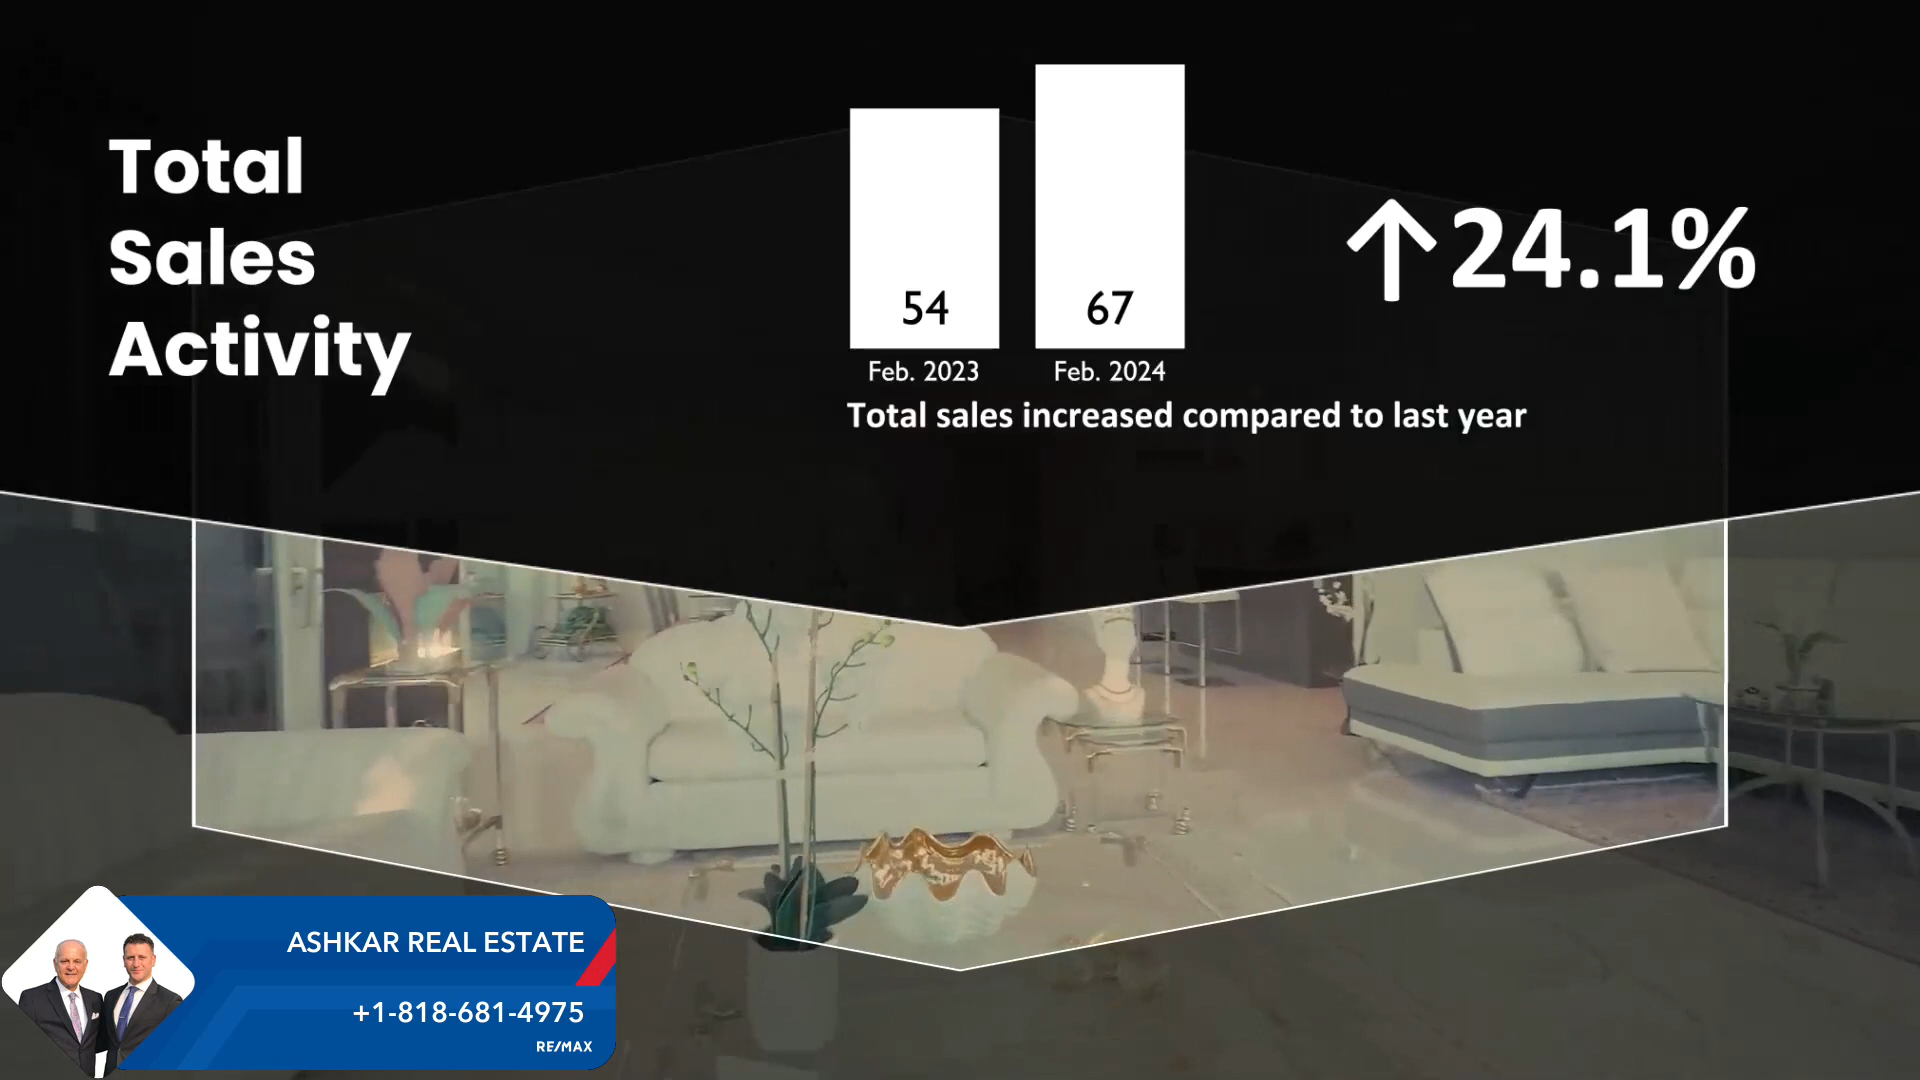 Total
Sales
Activity
54
67
Feb. 2023
Feb. 2024
↑24.1%
Total sales increased compared to last year
ASHKAR REAL ESTATE
+1-818-681-4975
RE/MAX